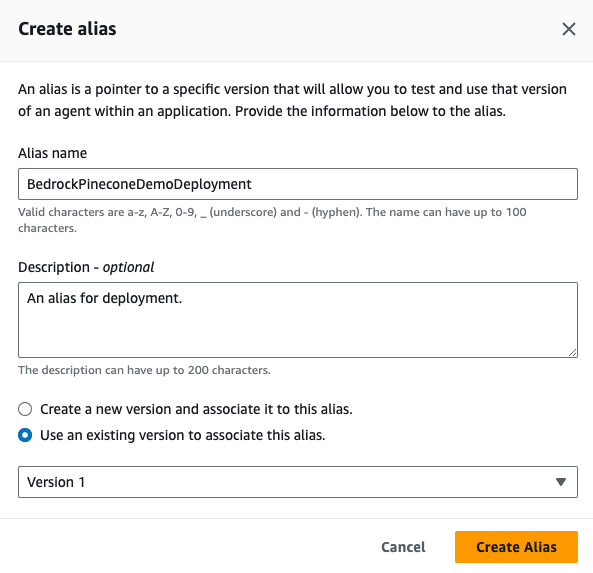 Create alias
An alias is a pointer to a specific version that will allow you to test and use that version
of an agent within an application. Provide the information below to the alias.
Alias name
BedrockPineconeDemoDeployment
Valid characters are a-z, A-Z, 0-9, _ (underscore) and - (hyphen). The name can have up to 100
characters.
Description - optional
An alias for deployment.
The description can have up to 200 characters.
Create a new version and associate it to this alias.
Use an existing version to associate this alias.
Version 1
Cancel
Create Alias